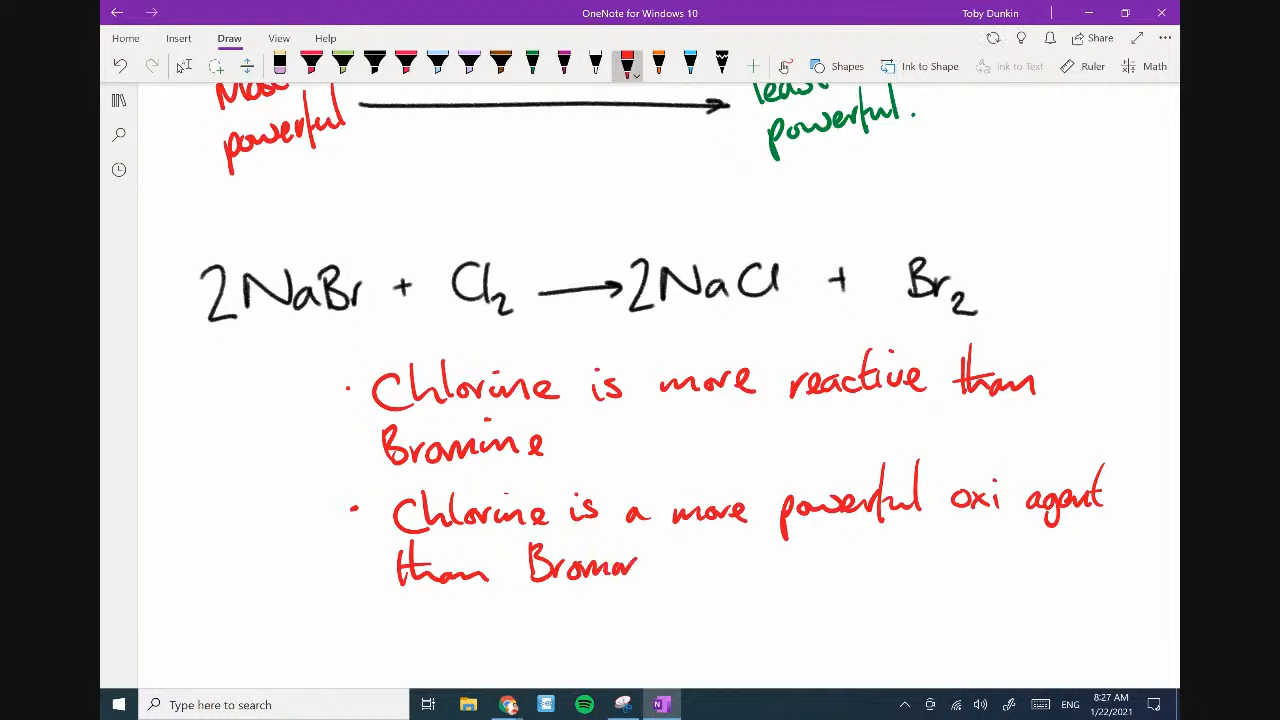 OneNote for Windows 10
Toby Dunkin
Home Insert Draw View Help
Share
Shapes Ink to Shape Ink to Text Ruler Math
Most
powerful
least
powerful.
2NaBr + Cl₂ → 2NaCl + Br₂
· Chlorine is more reactive than
Bromine
· Chlorine is a more powerful oxi agent
than Bromar
Type here to search
ENG
8:27 AM
1/22/2021